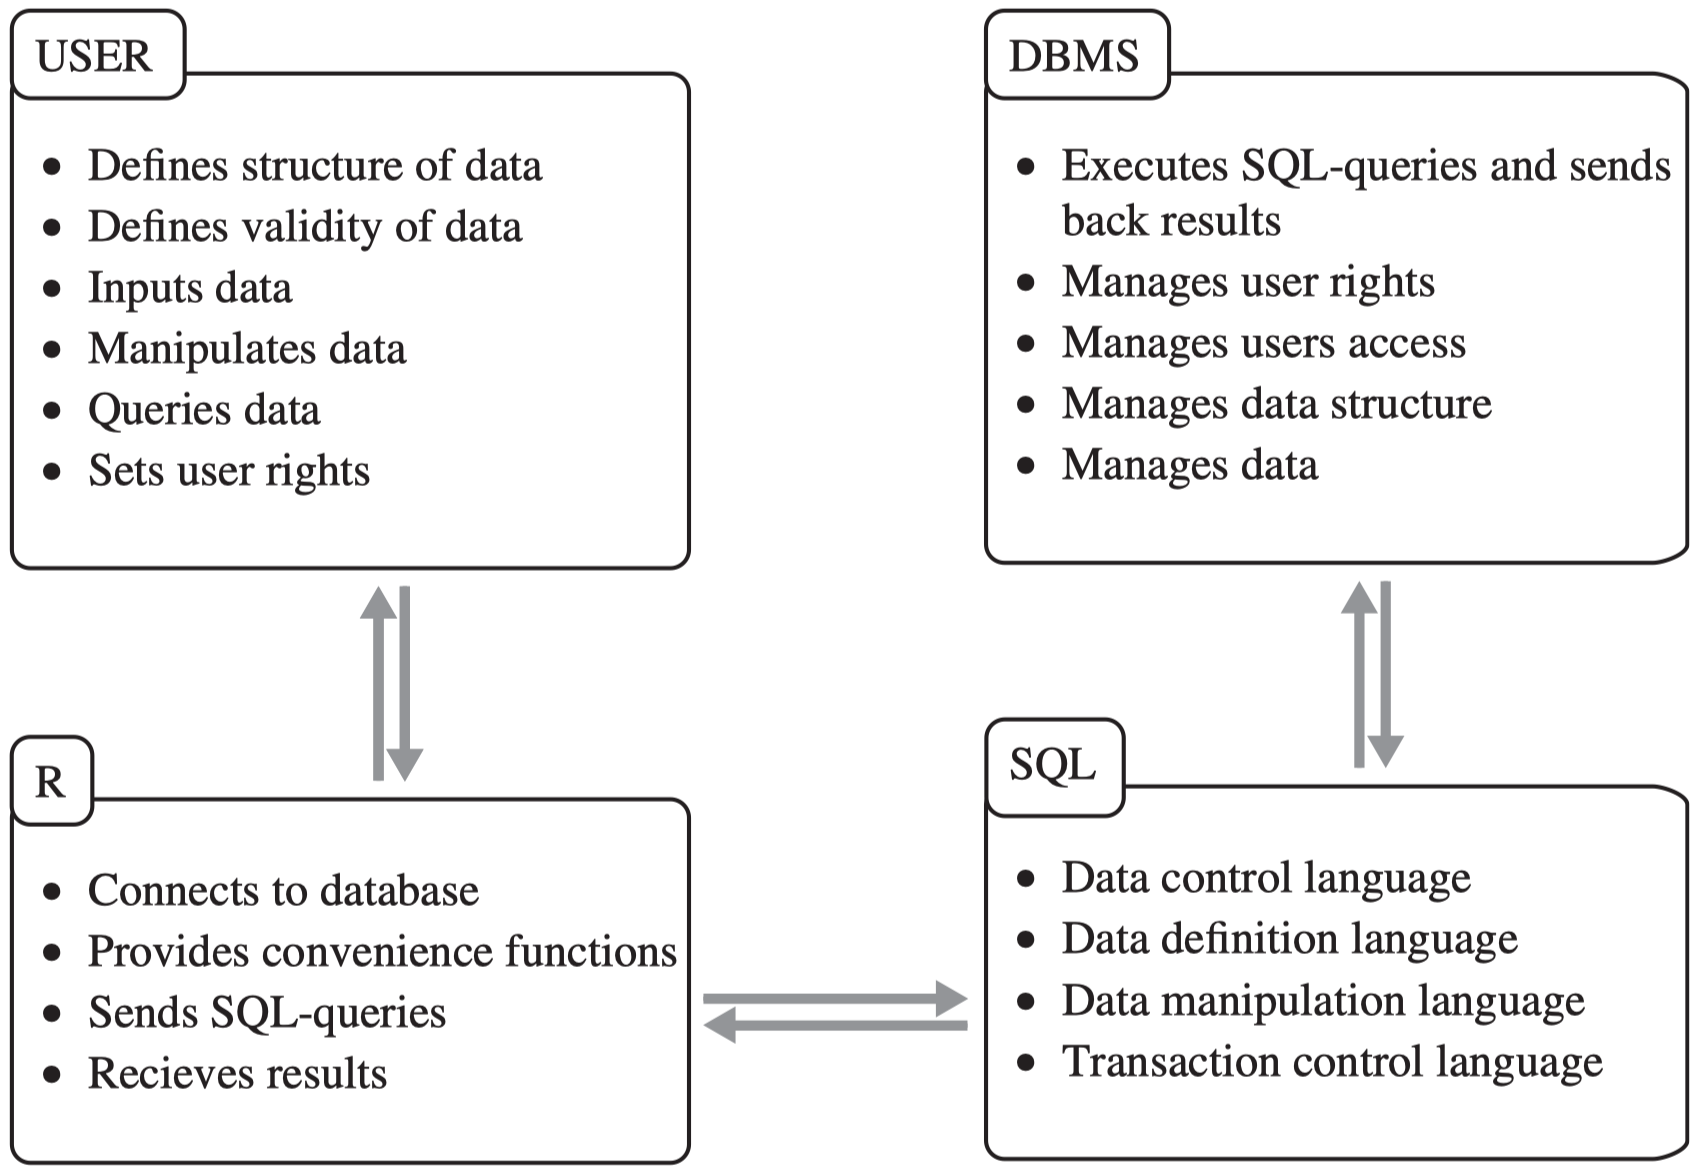 USER
• Defines structure of data
• Defines validity of data
• Inputs data
• Manipulates data
• Queries data
• Sets user rights
DBMS
• Executes SQL-queries and sends
back results
• Manages user rights
• Manages users access
• Manages data structure
• Manages data
R
• Connects to database
• Provides convenience functions
• Sends SQL-queries
• Recieves results
SQL
• Data control language
• Data definition language
• Data manipulation language
• Transaction control language